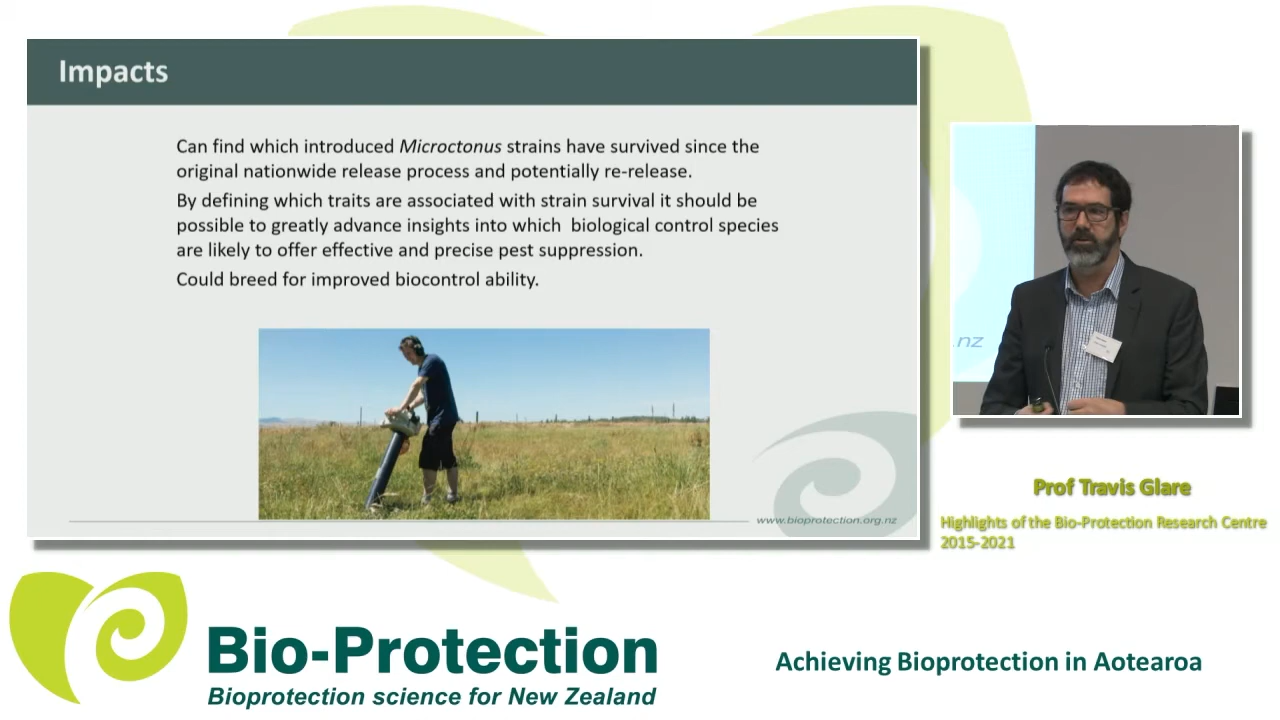 Impacts
Can find which introduced Microctonus strains have survived since the
original nationwide release process and potentially re-release.
By defining which traits are associated with strain survival it should be
possible to greatly advance insights into which biological control species
are likely to offer effective and precise pest suppression.
Could breed for improved biocontrol ability.
www.bioprotection.org.nz
.nz
Prof Travis Glare
Highlights of the Bio-Protection Research Centre
2015-2021
Bio-Protection
Bioprotection science for New Zealand
Achieving Bioprotection in Aotearoa